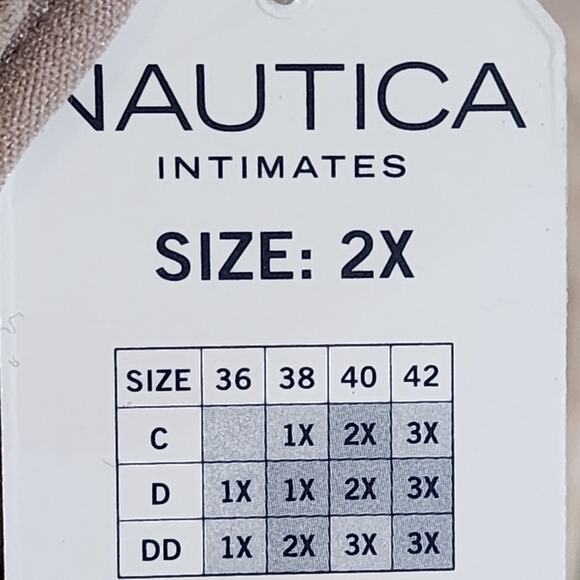 NAUTICA
INTIMATES
SIZE: 2X
SIZE 36 38 40 42
C 1X 2X 3X
D 1X 1X 2X 3X
DD 1X 2X 3X 3X